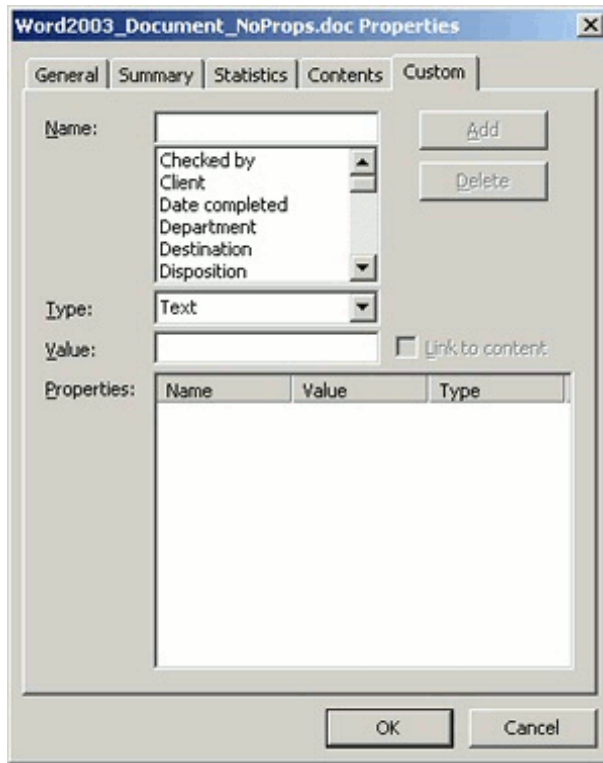 Word2003_Document_NoProps.doc Properties
General Summary Statistics Contents Custom
Name:
Add
Checked by
Client
Date completed
Department
Destination
Disposition
Delete
Type: Text
Value:
Link to content
Properties: Name Value Type
OK Cancel